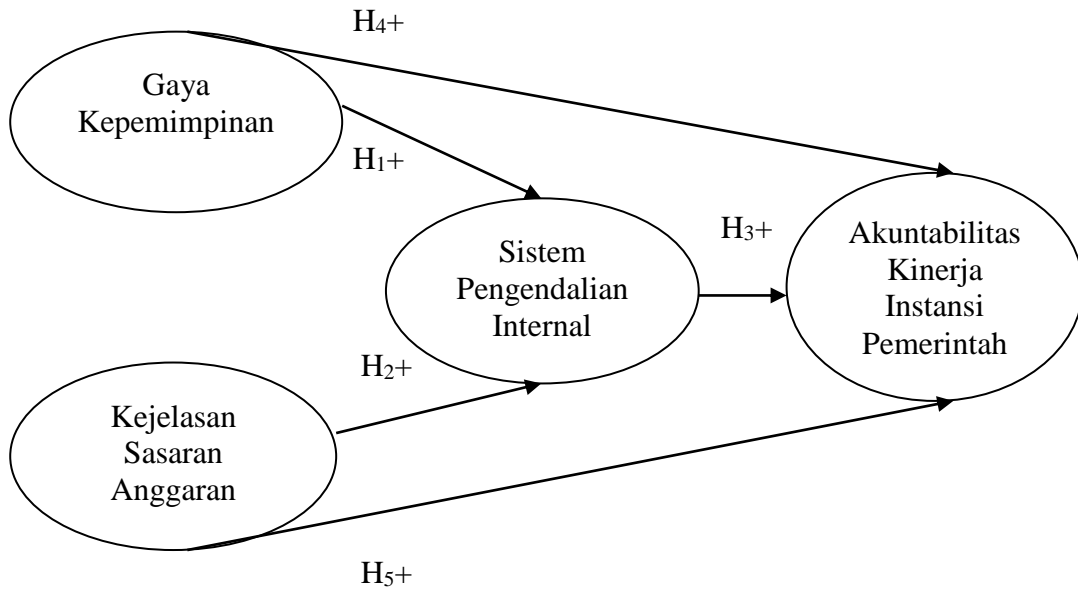 H₄+
Gaya
Kepemimpinan
H₁+
Sistem
Pengendalian
Internal
H₃+
Akuntabilitas
Kinerja
Instansi
Pemerintah
H₂+
Kejelasan
Sasaran
Anggaran
H₅+